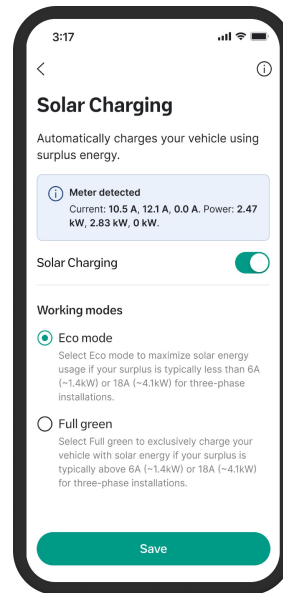 3:17
Solar Charging
Automatically charges your vehicle using
surplus energy.
Meter detected
Current: 10.5 A, 12.1 A, 0.0 A. Power: 2.47
kW, 2.83 kW, 0 kW.
Solar Charging
Working modes
Eco mode
Select Eco mode to maximize solar energy
usage if your surplus is typically less than 6A
(~1.4kW) or 18A (~4.1kW) for three-phase
installations.
Full green
Select Full green to exclusively charge your
vehicle with solar energy if your surplus is
typically above 6A (~1.4kW) or 18A (~4.1kW)
for three-phase installations.
Save